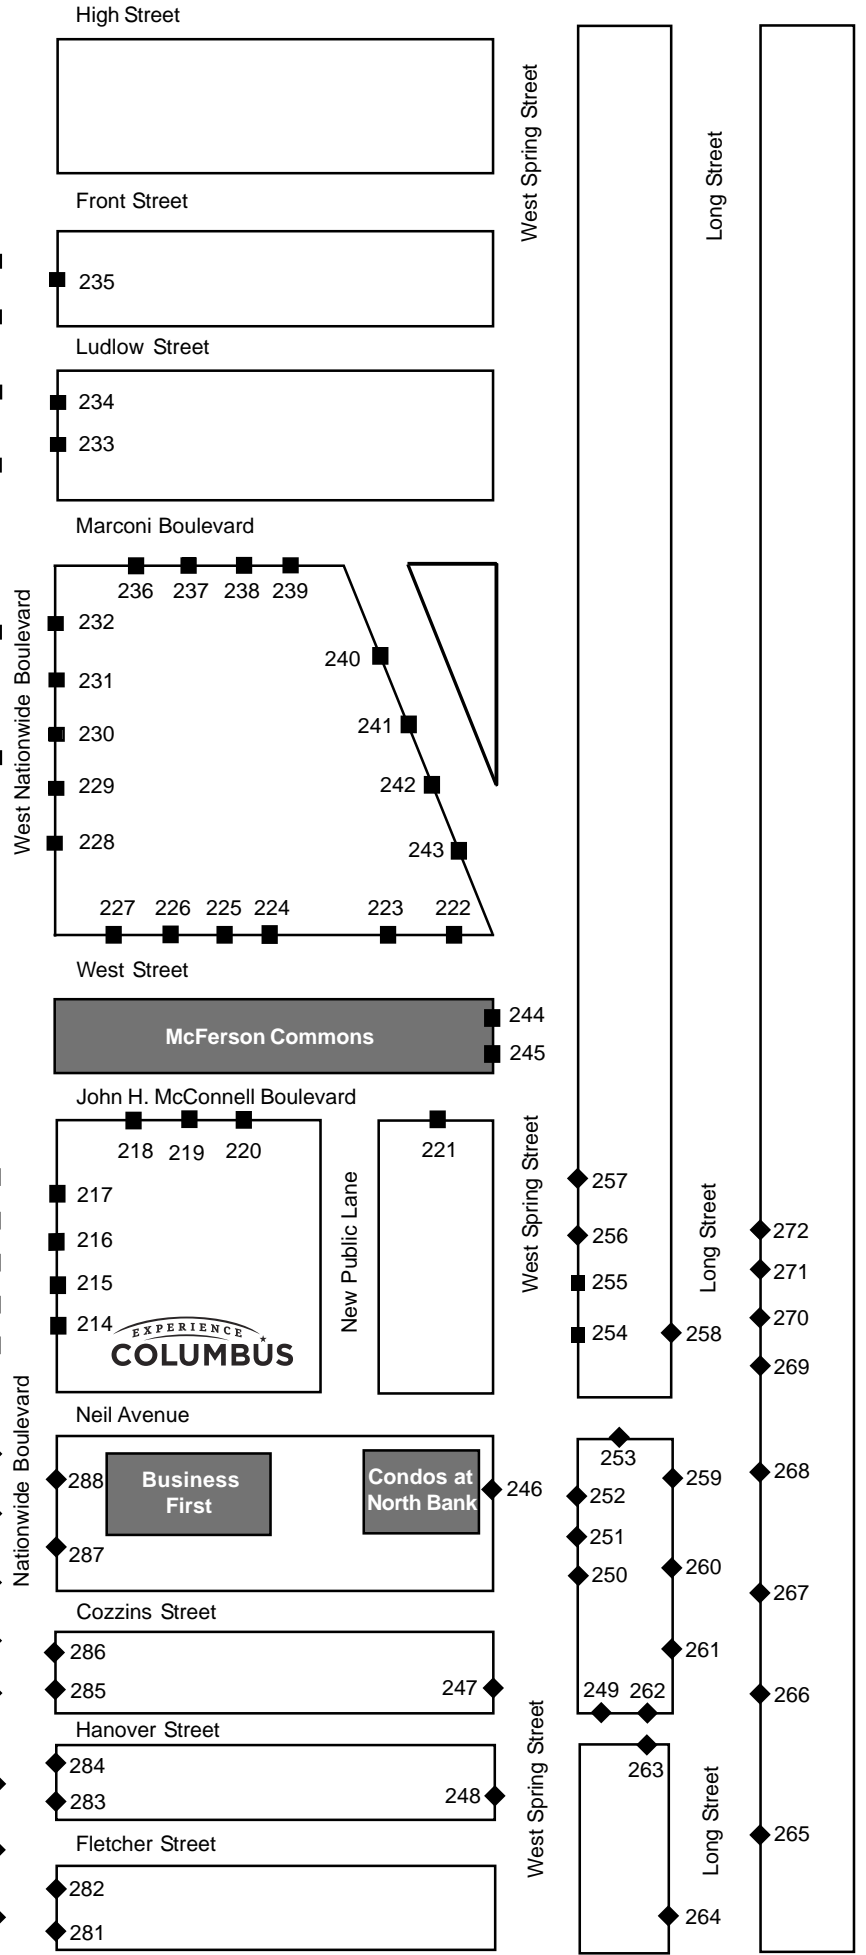 High Street
West Spring Street
Long Street
Front Street
235
Ludlow Street
234
233
Marconi Boulevard
236 237 238 239
West Nationwide Boulevard
232
240
231
241
230
242
229
228
243
227 226 225 224 223 222
West Street
McFerson Commons
244
245
John H. McConnell Boulevard
218 219 220
221
New Public Lane
West Spring Street
Long Street
257
217
256
272
216
271
255
215
270
214
254
258
EXPERIENCE
COLUMBUS
269
Neil Avenue
Nationwide Boulevard
253
288
Business
First
Condos at
North Bank
246
252
259
268
251
287
250
260
267
Cozzins Street
286
261
285
247
249 262
266
Hanover Street
West Spring Street
Long Street
284
263
283
248
Fletcher Street
265
282
264
281